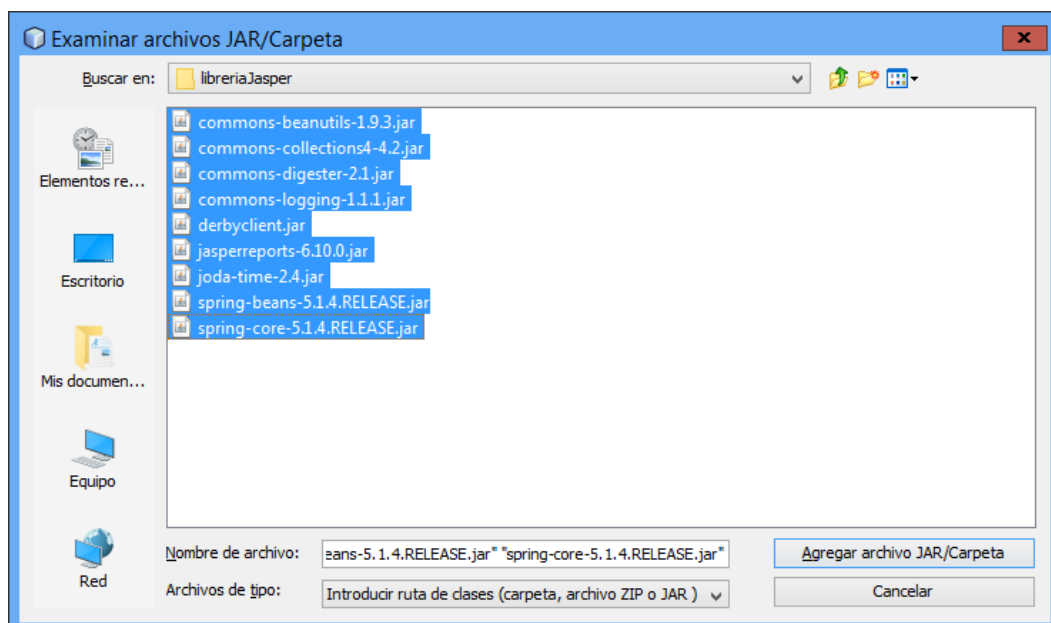 Examinar archivos JAR/Carpeta
x
Buscar en:
libreriaJasper
commons-beanutils-1.9.3.jar
commons-collections4-4.2.jar
commons-digester-2.1.jar
commons-logging-1.1.1.jar
derbyclient.jar
jasperreports-6.10.0.jar
joda-time-2.4.jar
spring-beans-5.1.4.RELEASE.jar
spring-core-5.1.4.RELEASE.jar
Elementos re...
Escritorio
Mis documen...
Equipo
Red
Nombre de archivo:
eans-5.1.4.RELEASE.jar" "spring-core-5.1.4.RELEASE.jar"
Agregar archivo JAR/Carpeta
Archivos de tipo:
Introducir ruta de clases (carpeta, archivo ZIP o JAR )
Cancelar